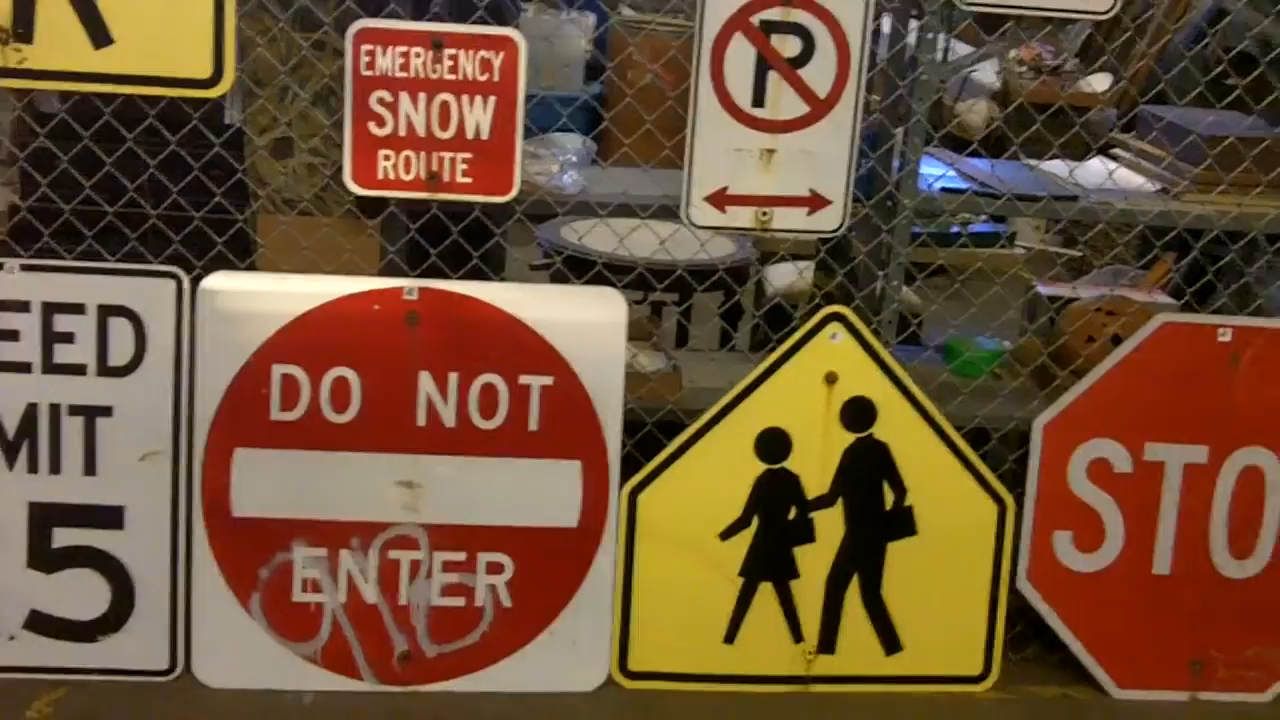 R
EMERGENCY
SNOW
ROUTE
P
EED
MIT
5
DO NOT
ENTER
STO